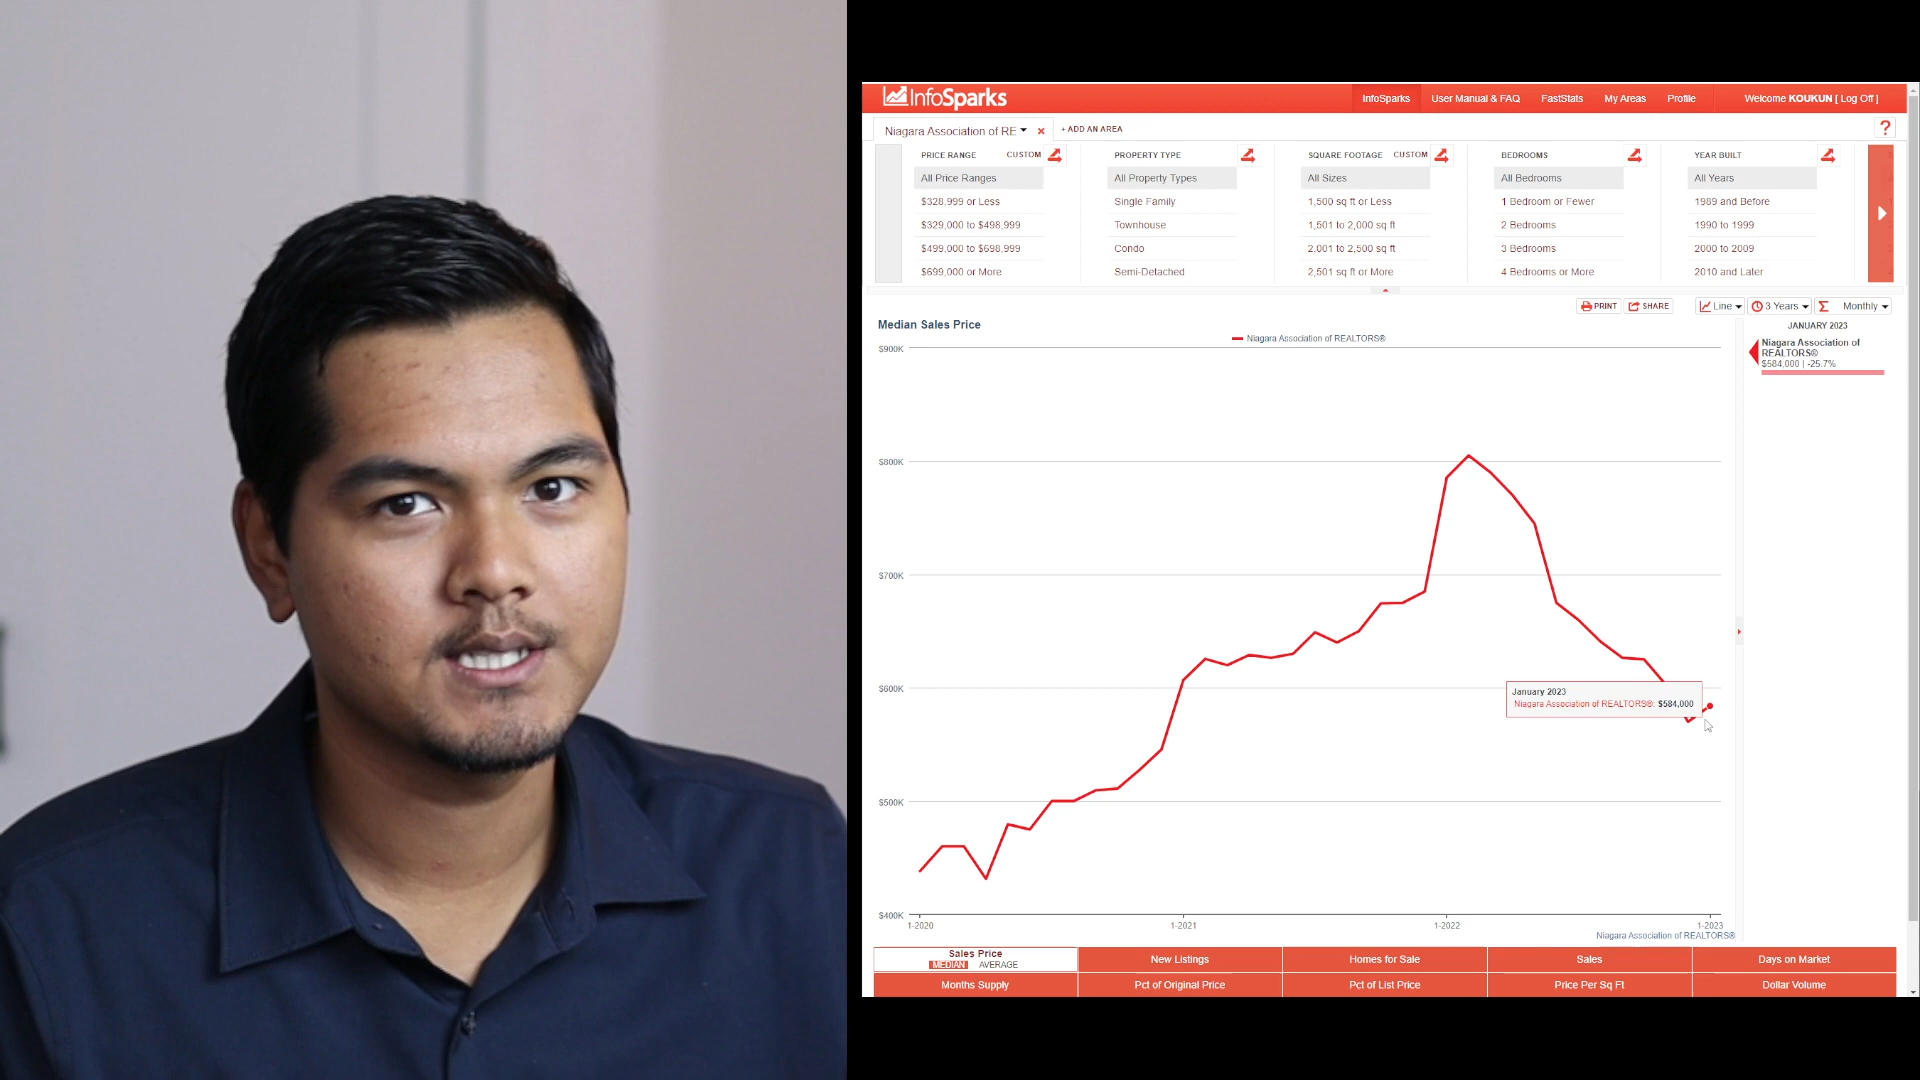 InfoSparks
InfoSparks User Manual & FAQ FastStats My Areas Profile Welcome KOUKUN [ Log Off ]
Niagara Association of RE × + ADD AN AREA ?
PRICE RANGE CUSTOM
All Price Ranges
$328,999 or Less
$329,000 to $498,999
$499,000 to $698,999
$699,000 or More
PROPERTY TYPE
All Property Types
Single Family
Townhouse
Condo
Semi-Detached
SQUARE FOOTAGE CUSTOM
All Sizes
1,500 sq ft or Less
1,501 to 2,000 sq ft
2,001 to 2,500 sq ft
2,501 sq ft or More
BEDROOMS
All Bedrooms
1 Bedroom or Fewer
2 Bedrooms
3 Bedrooms
4 Bedrooms or More
YEAR BUILT
All Years
1989 and Before
1990 to 1999
2000 to 2009
2010 and Later
PRINT SHARE Line 3 Years Σ Monthly
Median Sales Price
Niagara Association of REALTORS®
JANUARY 2023
Niagara Association of
REALTORS®
$584,000 | -25.7%
$900K
$800K
$700K
$600K
$500K
$400K
January 2023
Niagara Association of REALTORS®: $584,000
1-2020 1-2021 1-2022 1-2023
Niagara Association of REALTORS®
Sales Price
MEDIAN AVERAGE
New Listings
Homes for Sale
Sales
Days on Market
Months Supply
Pct of Original Price
Pct of List Price
Price Per Sq Ft
Dollar Volume